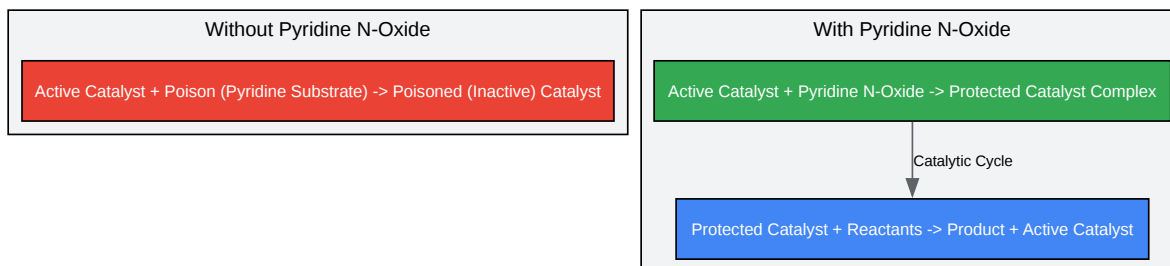 Without Pyridine N-Oxide
Active Catalyst + Poison (Pyridine Substrate) -> Poisoned (Inactive) Catalyst
With Pyridine N-Oxide
Active Catalyst + Pyridine N-Oxide -> Protected Catalyst Complex
Catalytic Cycle
Protected Catalyst + Reactants -> Product + Active Catalyst